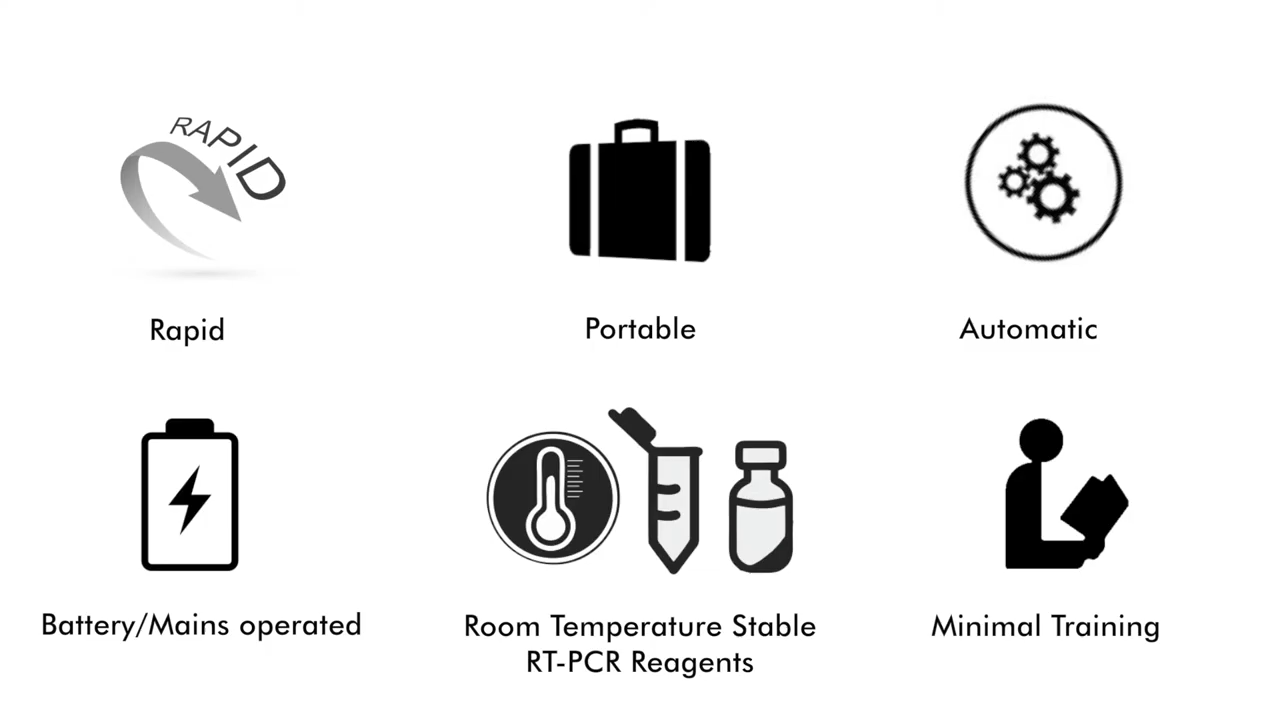 RAPID
Rapid
Portable
Automatic
Battery/Mains operated
Room Temperature Stable
RT-PCR Reagents
Minimal Training